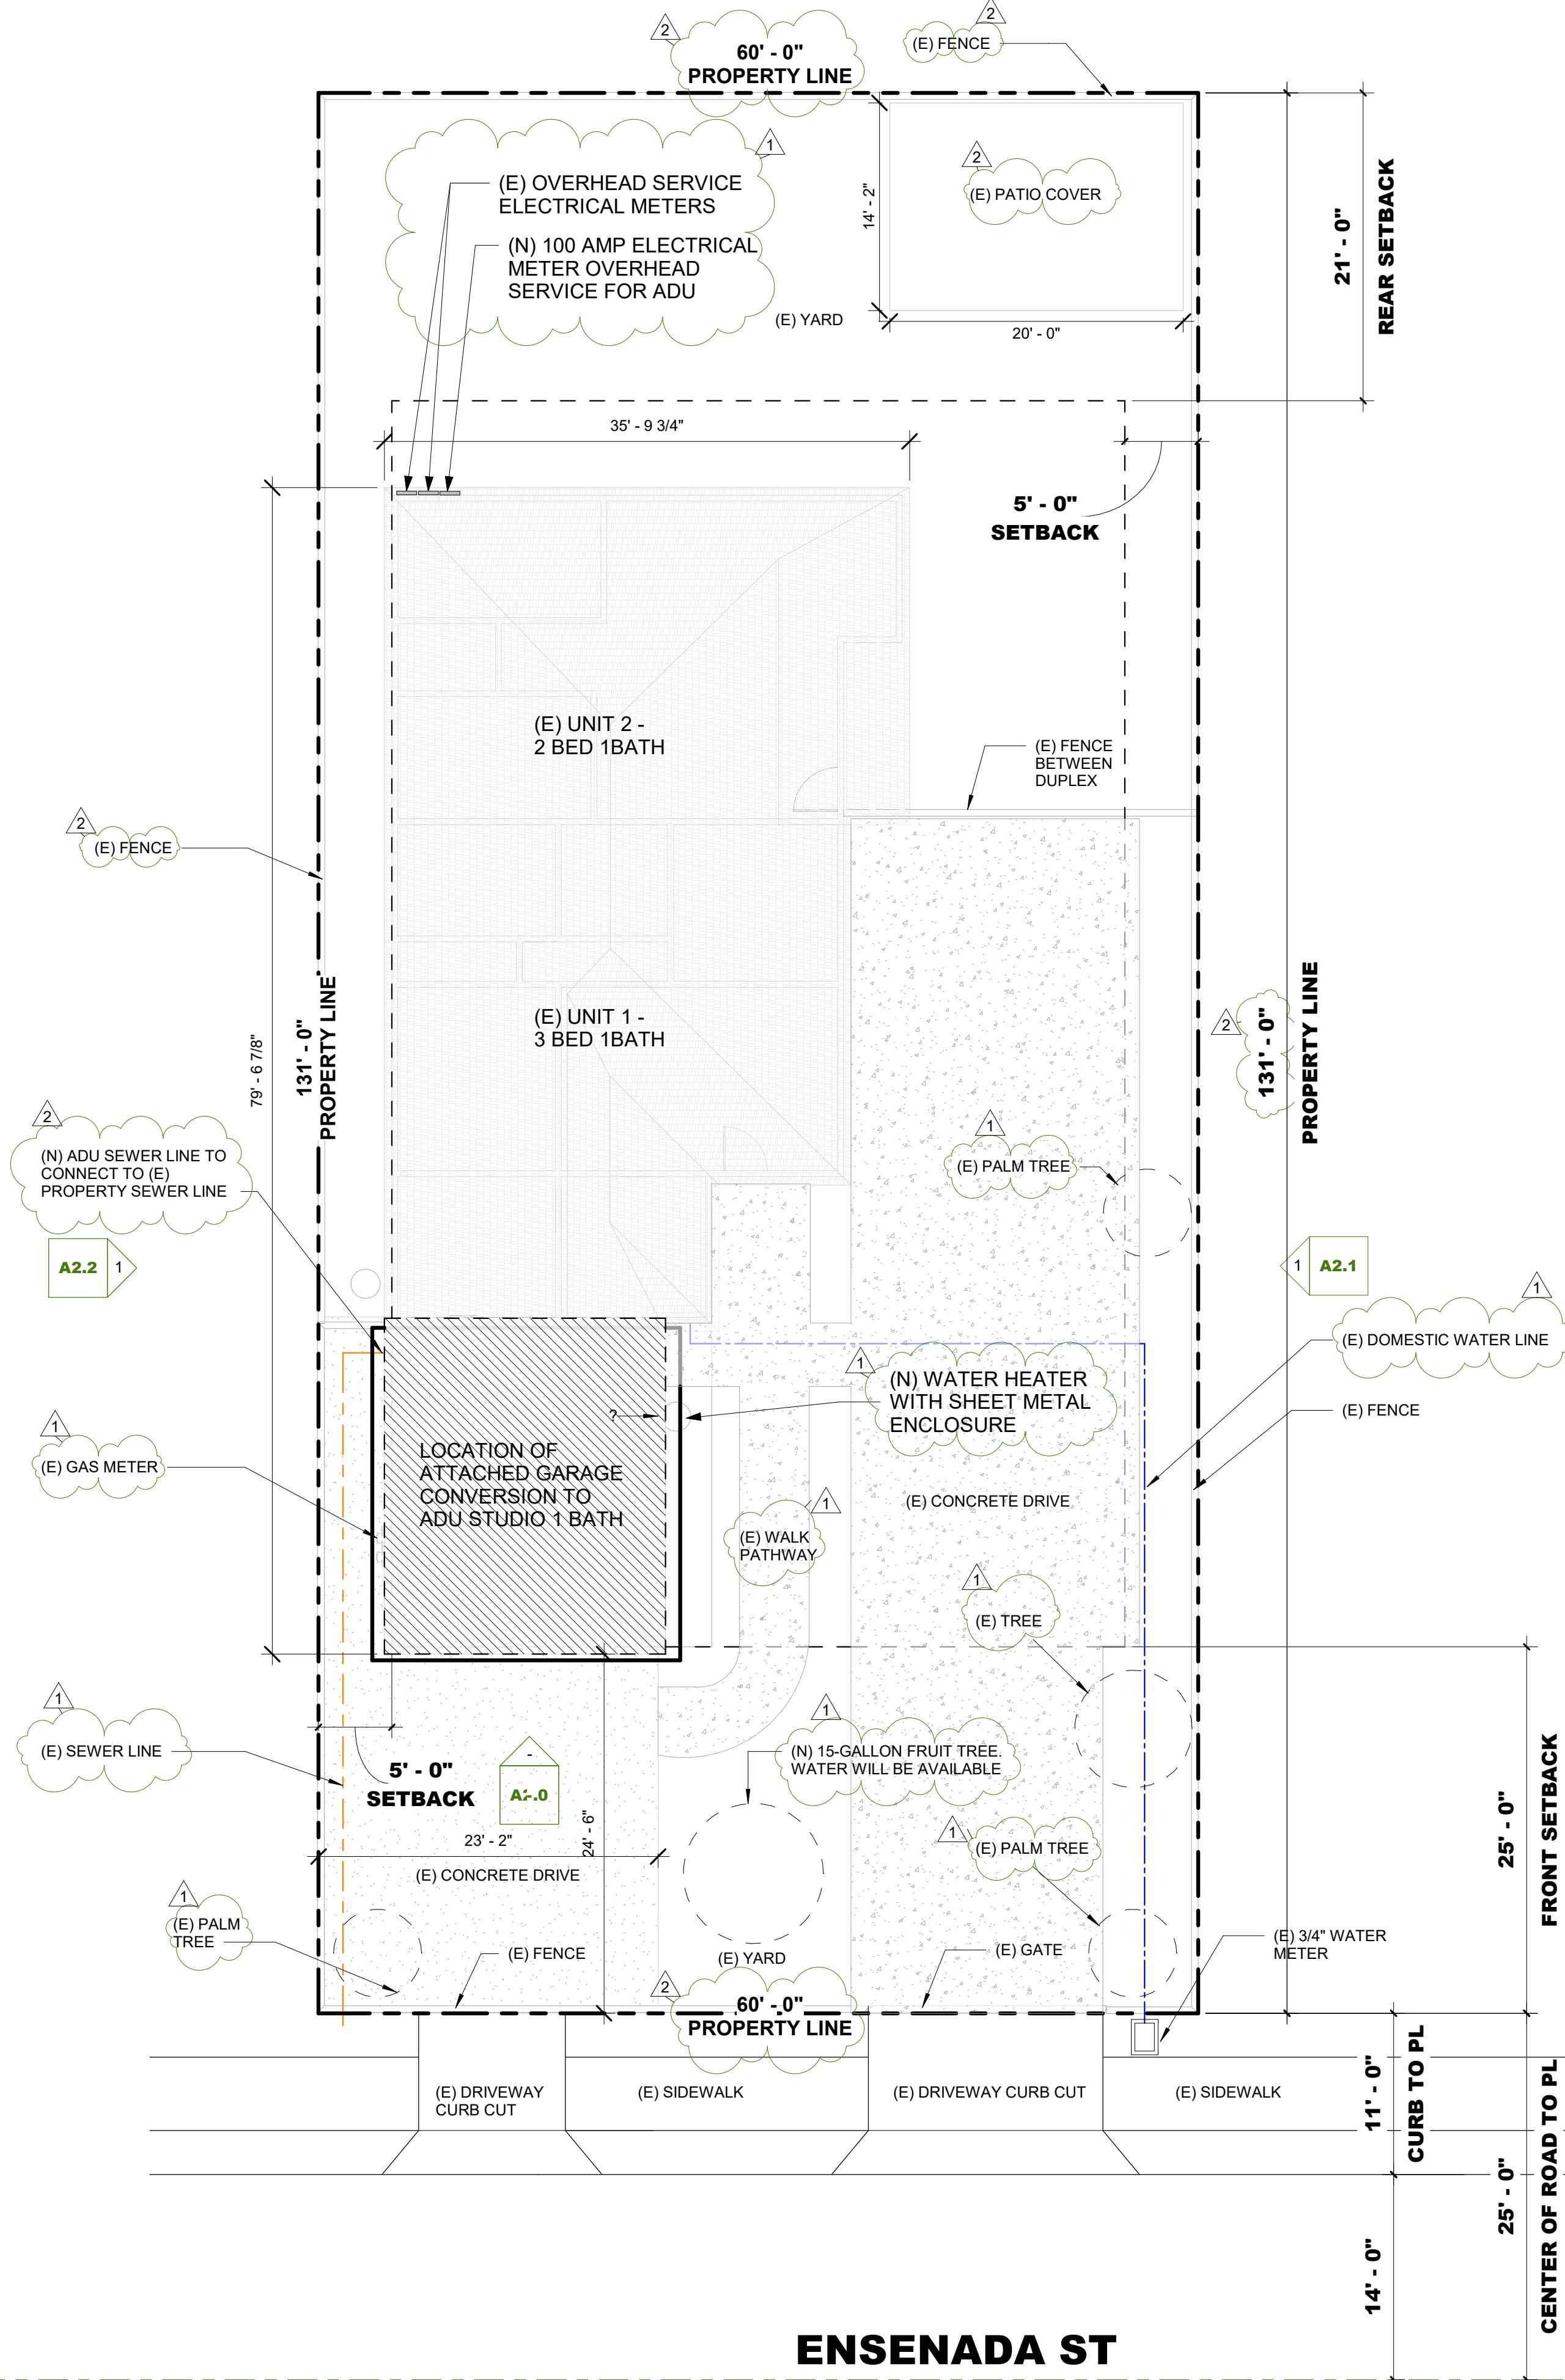 2
60' - 0"
PROPERTY LINE
2
(E) FENCE
1
(E) OVERHEAD SERVICE
ELECTRICAL METERS
(N) 100 AMP ELECTRICAL
METER OVERHEAD
SERVICE FOR ADU
(E) YARD
2
(E) PATIO COVER
14' - 2"
20' - 0"
21' - 0"
REAR SETBACK
35' - 9 3/4"
5' - 0"
SETBACK
(E) UNIT 2 -
2 BED 1BATH
(E) FENCE
BETWEEN
DUPLEX
2
(E) FENCE
131' - 0"
PROPERTY LINE
79' - 6 7/8"
(E) UNIT 1 -
3 BED 1BATH
2
131' - 0"
PROPERTY LINE
2
(N) ADU SEWER LINE TO
CONNECT TO (E)
PROPERTY SEWER LINE
1
(E) PALM TREE
A2.2
1
1
A2.1
1
(E) DOMESTIC WATER LINE
1
(N) WATER HEATER
WITH SHEET METAL
ENCLOSURE
(E) FENCE
?
1
(E) GAS METER
LOCATION OF
ATTACHED GARAGE
CONVERSION TO
ADU STUDIO 1 BATH
(E) CONCRETE DRIVE
1
(E) WALK
PATHWAY
1
(E) TREE
1
(E) SEWER LINE
5' - 0"
SETBACK
-
1
(N) 15-GALLON FRUIT TREE.
WATER WILL BE AVAILABLE
23' - 2"
24' - 6"
(E) CONCRETE DRIVE
1
(E) PALM TREE
25' - 0"
FRONT SETBACK
1
(E) PALM
TREE
(E) FENCE
(E) YARD
(E) GATE
(E) 3/4" WATER
METER
2
60' - 0"
PROPERTY LINE
(E) DRIVEWAY
CURB CUT
(E) SIDEWALK
(E) DRIVEWAY CURB CUT
(E) SIDEWALK
11' - 0"
CURB TO PL
25' - 0"
CENTER OF ROAD TO PL
14' - 0"
ENSENADA ST